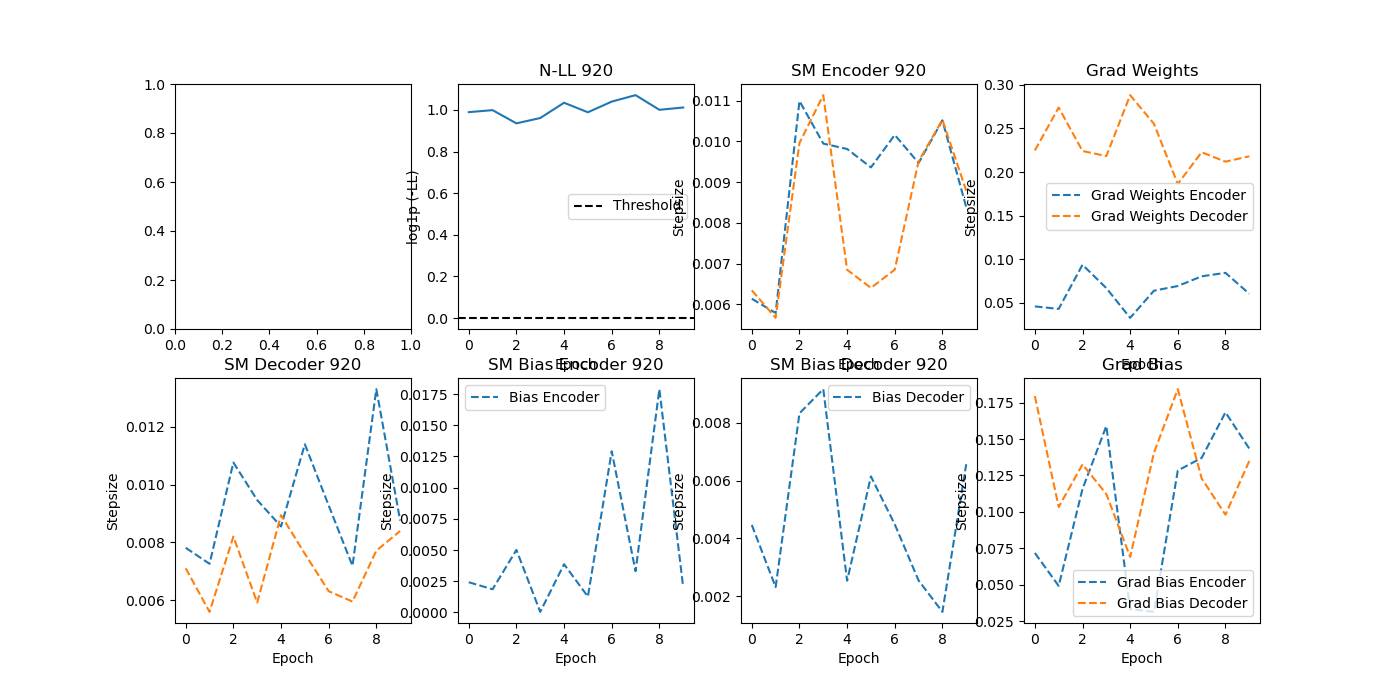 N-LL 920
SM Encoder 920
Grad Weights
1.0
0.8
0.6
0.4
0.2
0.0
0.0 0.2 0.4 0.6 0.8 1.0
log1p (-LL)
1.0
0.8
0.6
0.4
0.2
0.0
Threshold
0 2 4 6 8
Epoch
Stepsize
0.011
0.010
0.009
0.008
0.007
0.006
0 2 4 6 8
Epoch
Stepsize
0.30
0.25
0.20
0.15
0.10
0.05
Grad Weights Encoder
Grad Weights Decoder
0 2 4 6 8
Epoch
SM Decoder 920
SM Bias Encoder 920
SM Bias Decoder 920
Grad Bias
Stepsize
0.012
0.010
0.008
0.006
0 2 4 6 8
Epoch
Stepsize
0.0175
0.0150
0.0125
0.0100
0.0075
0.0050
0.0025
0.0000
Bias Encoder
0 2 4 6 8
Epoch
Stepsize
0.008
0.006
0.004
0.002
Bias Decoder
0 2 4 6 8
Epoch
Stepsize
0.175
0.150
0.125
0.100
0.075
0.050
0.025
Grad Bias Encoder
Grad Bias Decoder
0 2 4 6 8
Epoch